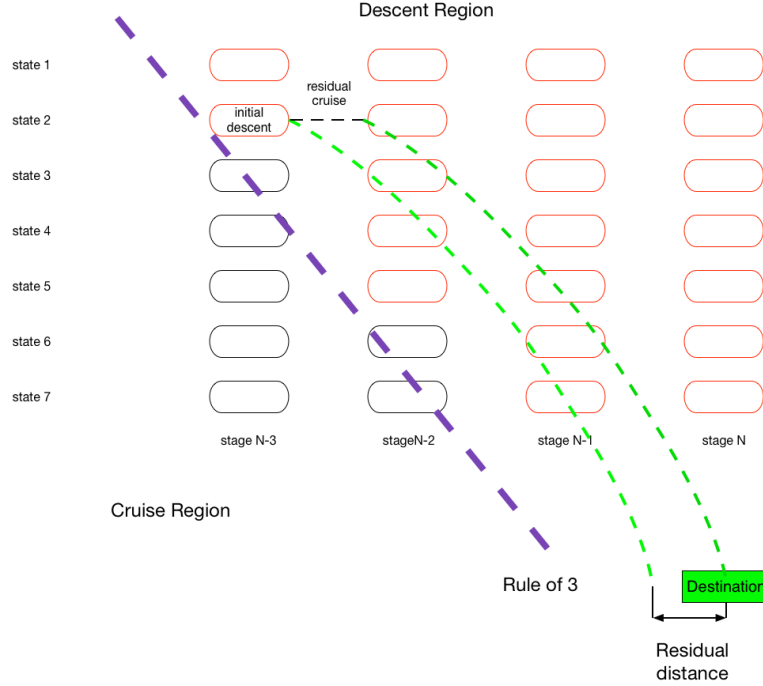 Descent Region
state 1
residual
cruise
state 2
initial
descent
state 3
state 4
state 5
state 6
state 7
stage N-3
stageN-2
stage N-1
stage N
Cruise Region
Rule of 3
Destination
Residual
distance